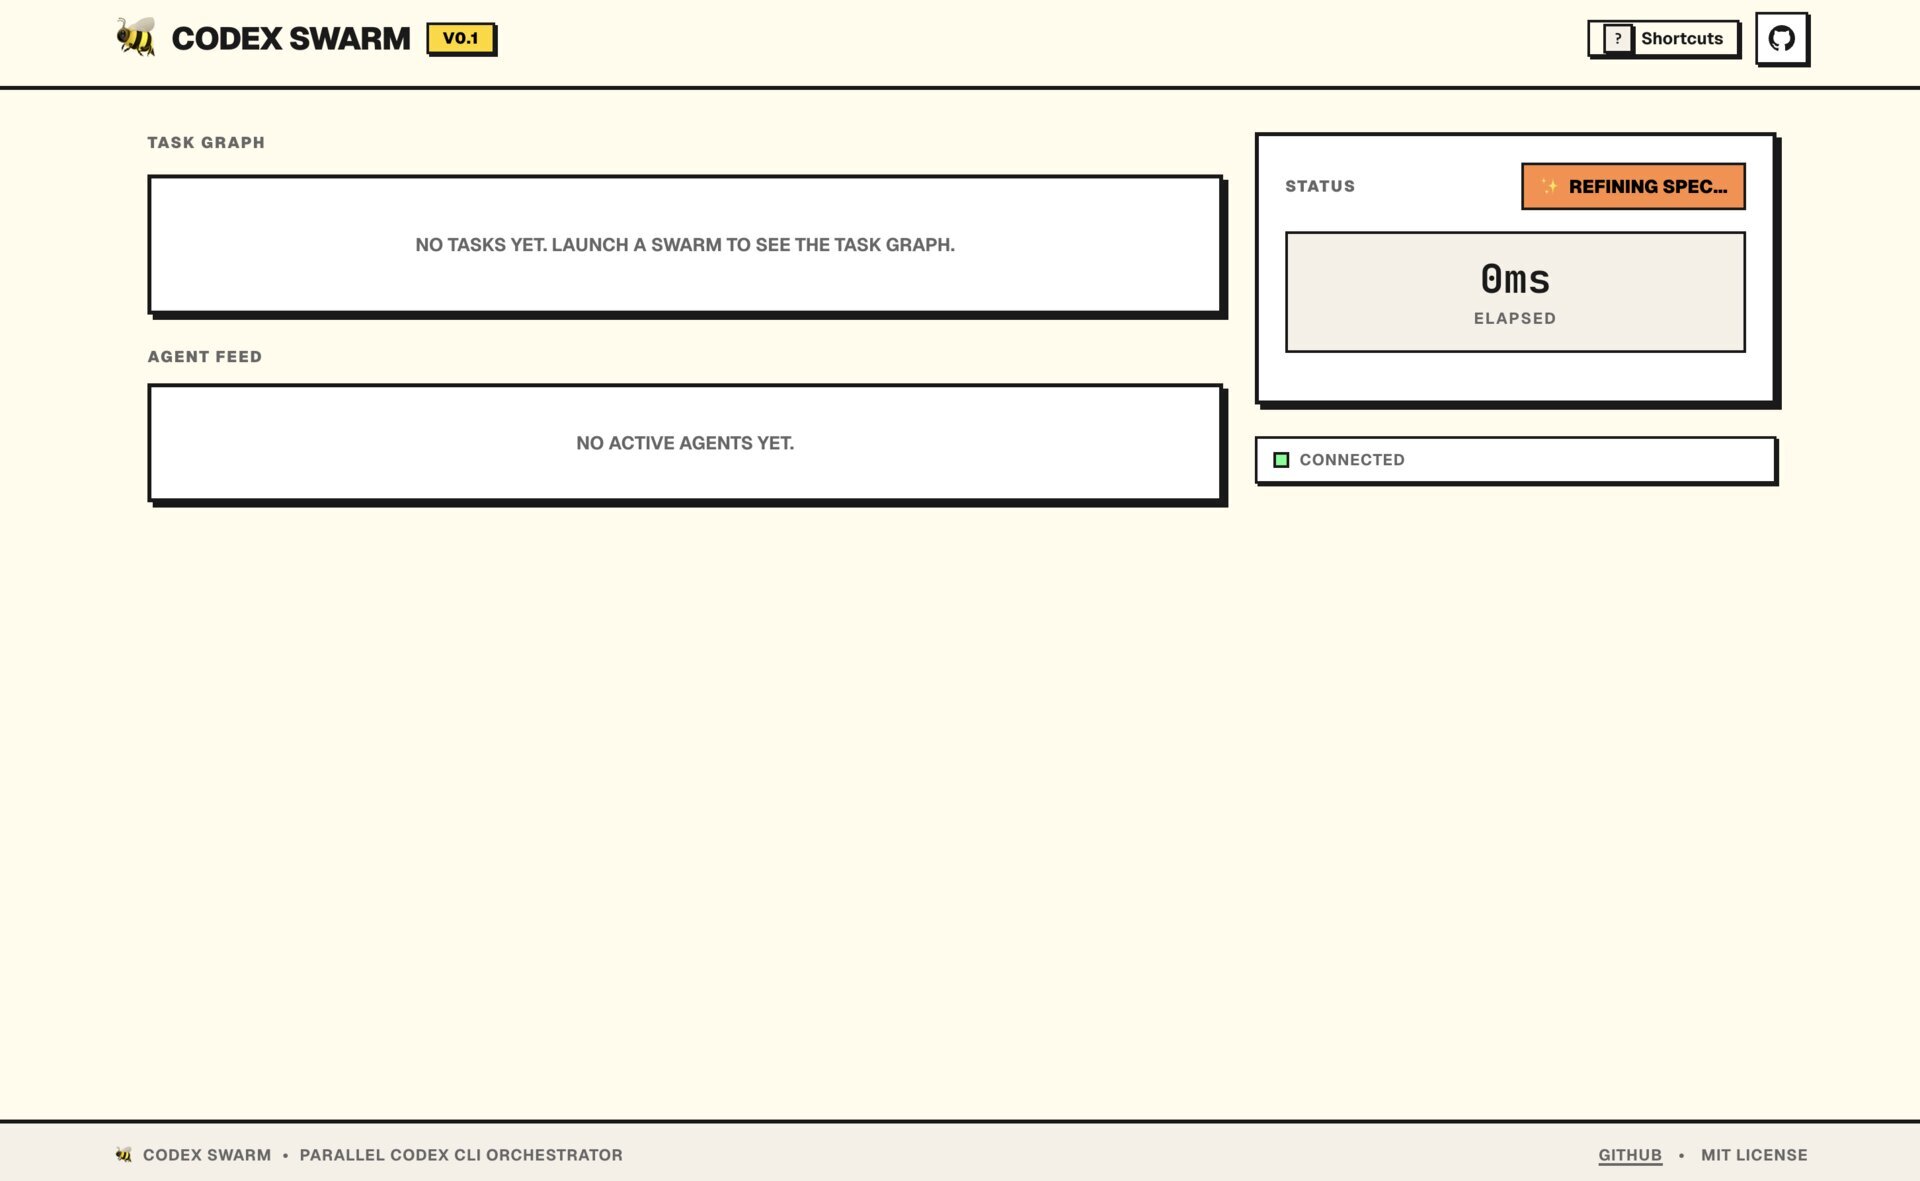 CODEX SWARM V0.1
? Shortcuts
TASK GRAPH
NO TASKS YET. LAUNCH A SWARM TO SEE THE TASK GRAPH.
AGENT FEED
NO ACTIVE AGENTS YET.
STATUS
✨ REFINING SPEC...
0ms
ELAPSED
CONNECTED
CODEX SWARM • PARALLEL CODEX CLI ORCHESTRATOR
GITHUB • MIT LICENSE